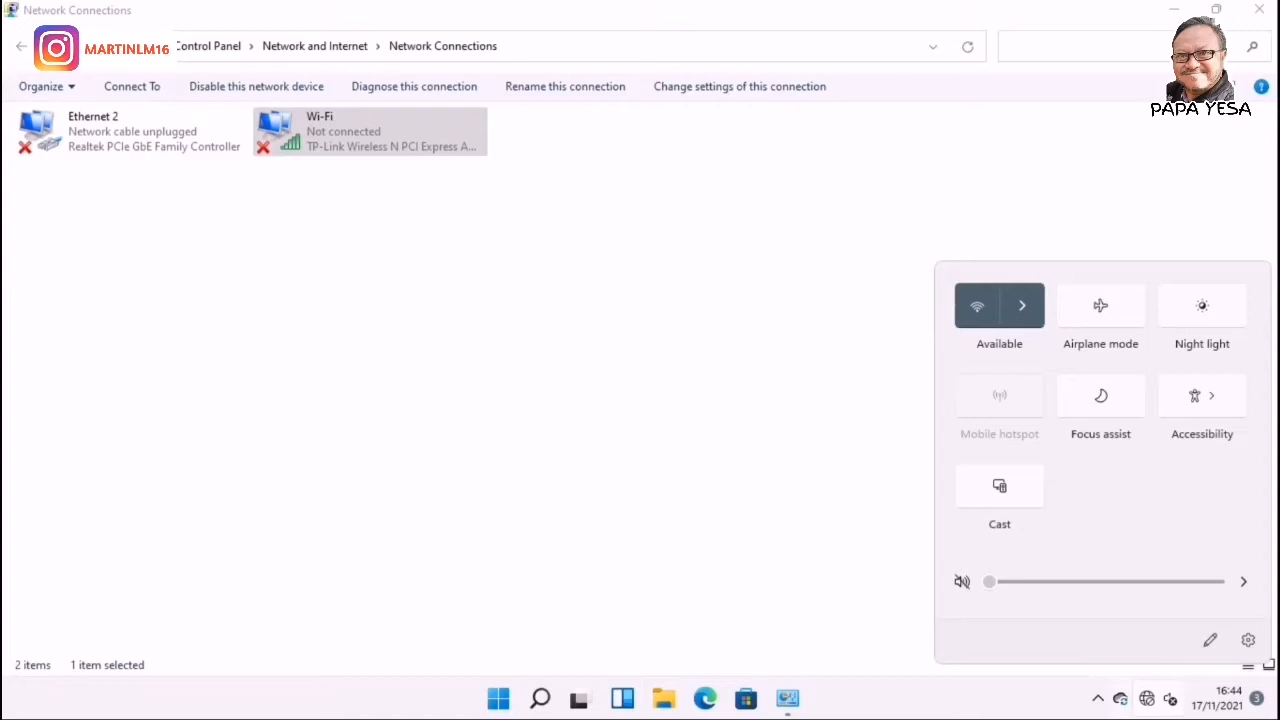 Network Connections
MARTINLM16
Control Panel > Network and Internet > Network Connections
PAPA YESA
Organize
Connect To
Disable this network device
Diagnose this connection
Rename this connection
Change settings of this connection
Ethernet 2
Network cable unplugged
Realtek PCIe GbE Family Controller
Wi-Fi
Not connected
TP-Link Wireless N PCI Express A...
Available
Airplane mode
Night light
Mobile hotspot
Focus assist
Accessibility
Cast
2 items
1 item selected
16:44
17/11/2021
3